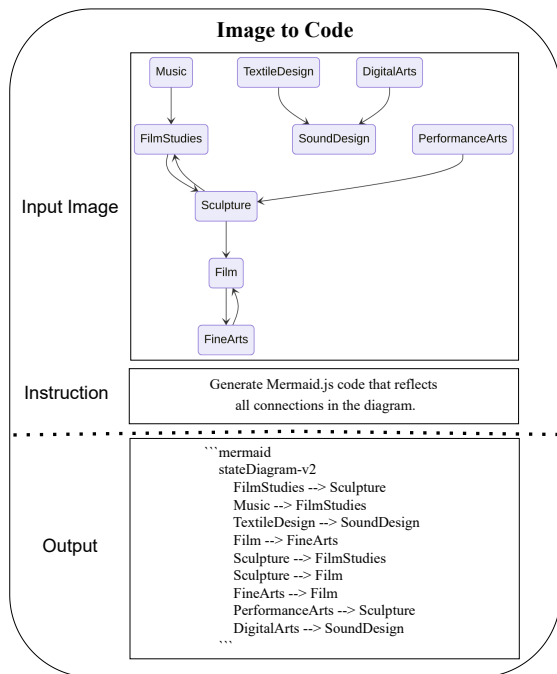 Image to Code
Music
TextileDesign
DigitalArts
FilmStudies
SoundDesign
PerformanceArts
Input Image
Sculpture
Film
FineArts
Instruction
Generate Mermaid.js code that reflects
all connections in the diagram.
Output
```mermaid
stateDiagram-v2
FilmStudies --> Sculpture
Music --> FilmStudies
TextileDesign --> SoundDesign
Film --> FineArts
Sculpture --> FilmStudies
Sculpture --> Film
FineArts --> Film
PerformanceArts --> Sculpture
DigitalArts --> SoundDesign
```